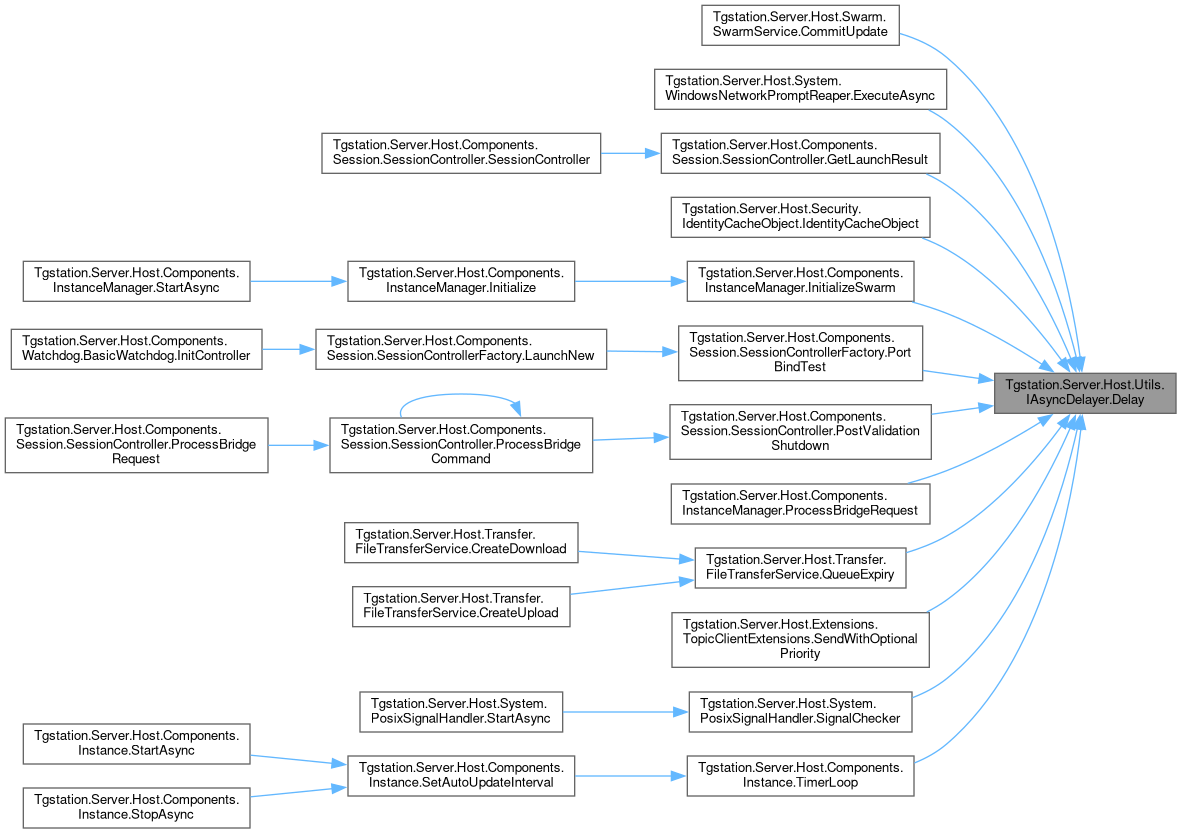 Tgstation.Server.Host.Swarm.
SwarmService.CommitUpdate
Tgstation.Server.Host.System.
WindowsNetworkPromptReaper.ExecuteAsync
Tgstation.Server.Host.Components.
Session.SessionController.SessionController
Tgstation.Server.Host.Components.
Session.SessionController.GetLaunchResult
Tgstation.Server.Host.Security.
IdentityCacheObject.IdentityCacheObject
Tgstation.Server.Host.Components.
InstanceManager.StartAsync
Tgstation.Server.Host.Components.
InstanceManager.Initialize
Tgstation.Server.Host.Components.
InstanceManager.InitializeSwarm
Tgstation.Server.Host.Components.
Watchdog.BasicWatchdog.InitController
Tgstation.Server.Host.Components.
Session.SessionControllerFactory.LaunchNew
Tgstation.Server.Host.Components.
Session.SessionControllerFactory.Port
BindTest
Tgstation.Server.Host.Utils.
IAsyncDelayer.Delay
Tgstation.Server.Host.Components.
Session.SessionController.ProcessBridge
Request
Tgstation.Server.Host.Components.
Session.SessionController.ProcessBridge
Command
Tgstation.Server.Host.Components.
Session.SessionController.PostValidation
Shutdown
Tgstation.Server.Host.Components.
InstanceManager.ProcessBridgeRequest
Tgstation.Server.Host.Transfer.
FileTransferService.CreateDownload
Tgstation.Server.Host.Transfer.
FileTransferService.QueueExpiry
Tgstation.Server.Host.Transfer.
FileTransferService.CreateUpload
Tgstation.Server.Host.Extensions.
TopicClientExtensions.SendWithOptional
Priority
Tgstation.Server.Host.System.
PosixSignalHandler.StartAsync
Tgstation.Server.Host.System.
PosixSignalHandler.SignalChecker
Tgstation.Server.Host.Components.
Instance.StartAsync
Tgstation.Server.Host.Components.
Instance.SetAutoUpdateInterval
Tgstation.Server.Host.Components.
Instance.TimerLoop
Tgstation.Server.Host.Components.
Instance.StopAsync